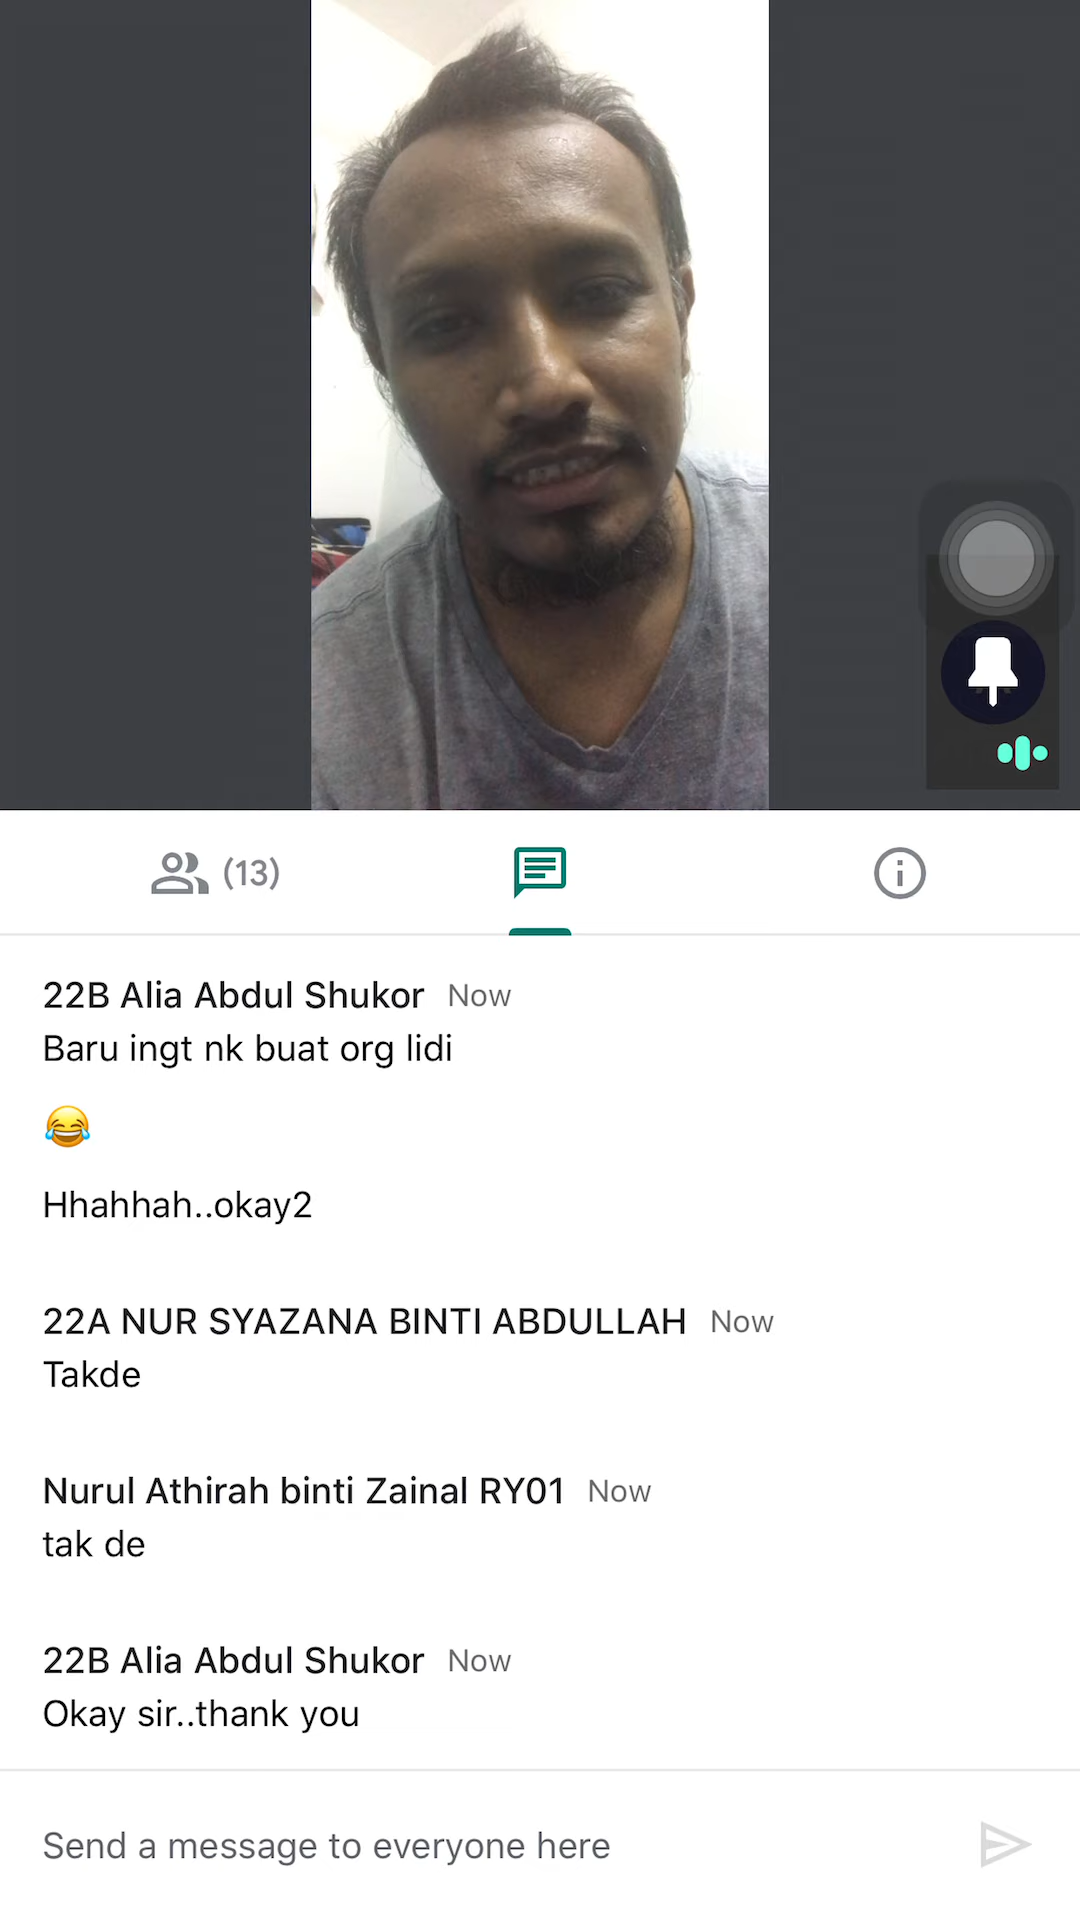 (13)
22B Alia Abdul Shukor Now
Baru ingt nk buat org lidi
😂
Hhahhah..okay2
22A NUR SYAZANA BINTI ABDULLAH Now
Takde
Nurul Athirah binti Zainal RY01 Now
tak de
22B Alia Abdul Shukor Now
Okay sir..thank you
Send a message to everyone here